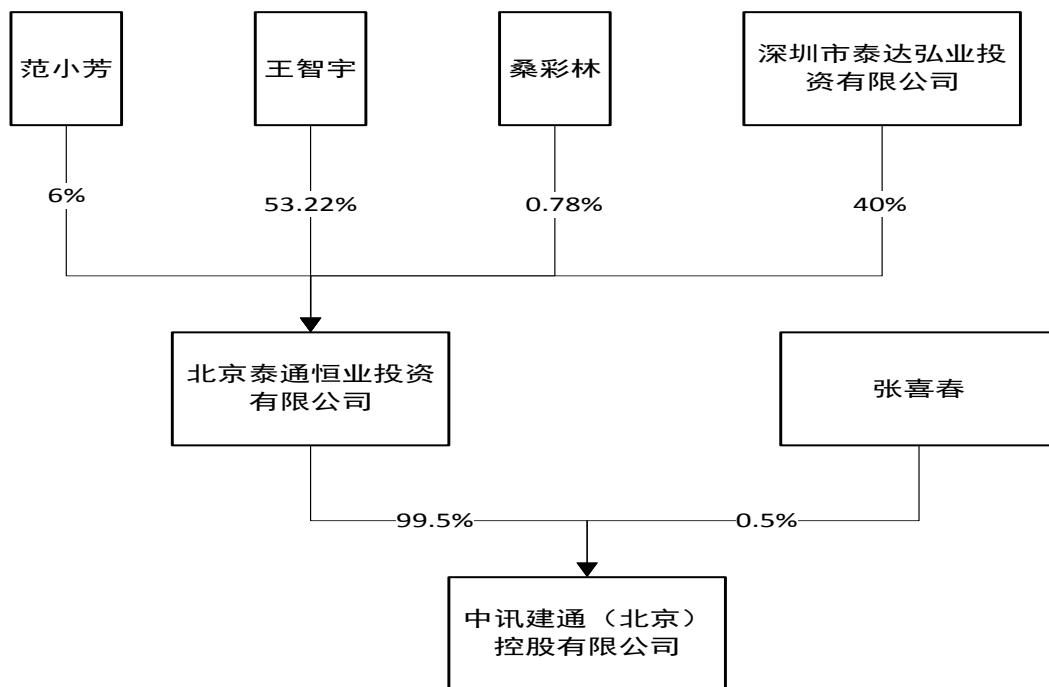 范小芳
王智宇
桑彩林
深圳市泰达弘业投
资有限公司
6%
53.22%
0.78%
40%
北京泰通恒业投资
有限公司
张喜春
99.5%
0.5%
中讯建通（北京）
控股有限公司